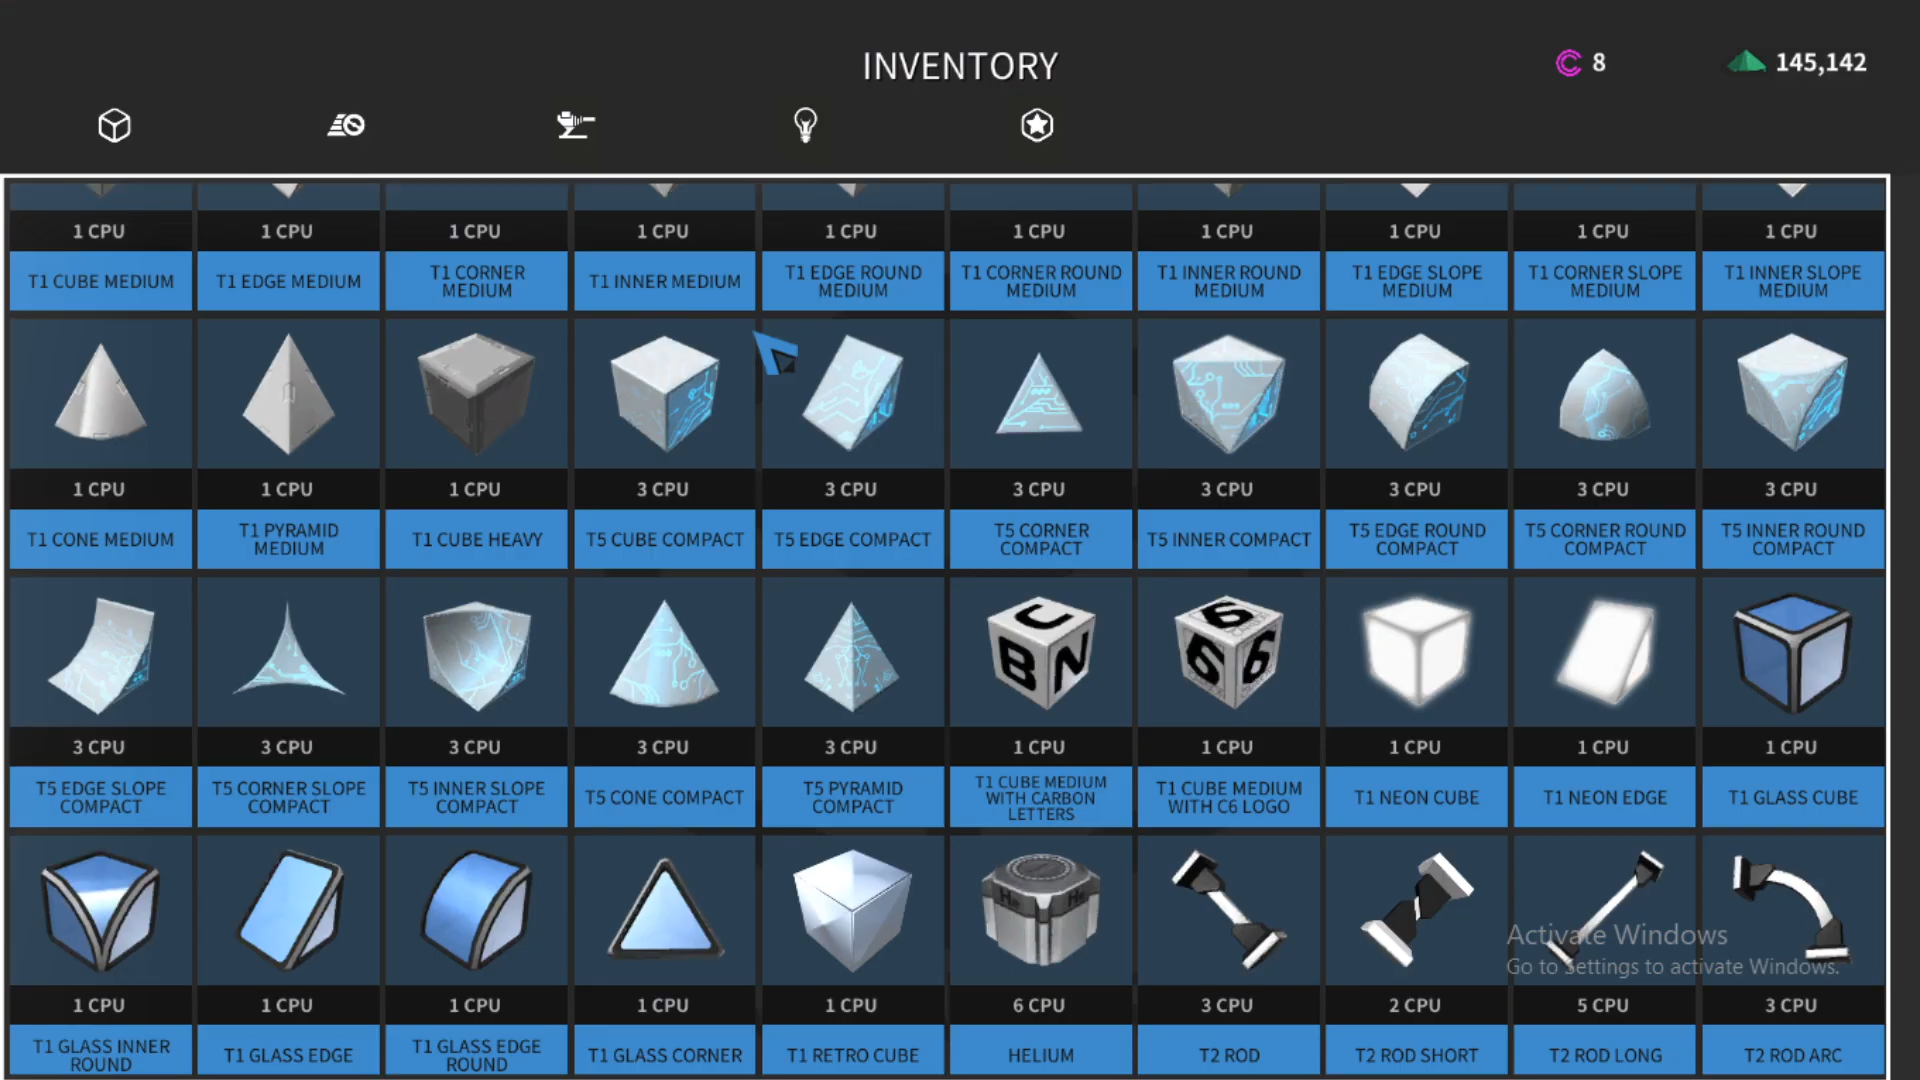 INVENTORY
8
145,142
1 CPU
1 CPU
1 CPU
1 CPU
1 CPU
1 CPU
1 CPU
1 CPU
1 CPU
1 CPU
T1 CUBE MEDIUM
T1 EDGE MEDIUM
T1 CORNER
MEDIUM
T1 INNER MEDIUM
T1 EDGE ROUND
MEDIUM
T1 CORNER ROUND
MEDIUM
T1 INNER ROUND
MEDIUM
T1 EDGE SLOPE
MEDIUM
T1 CORNER SLOPE
MEDIUM
T1 INNER SLOPE
MEDIUM
1 CPU
1 CPU
1 CPU
3 CPU
3 CPU
3 CPU
3 CPU
3 CPU
3 CPU
3 CPU
T1 CONE MEDIUM
T1 PYRAMID
MEDIUM
T1 CUBE HEAVY
T5 CUBE COMPACT
T5 EDGE COMPACT
T5 CORNER
COMPACT
T5 INNER COMPACT
T5 EDGE ROUND
COMPACT
T5 CORNER ROUND
COMPACT
T5 INNER ROUND
COMPACT
C
B N
6
6 6
3 CPU
3 CPU
3 CPU
3 CPU
3 CPU
1 CPU
1 CPU
1 CPU
1 CPU
1 CPU
T5 EDGE SLOPE
COMPACT
T5 CORNER SLOPE
COMPACT
T5 INNER SLOPE
COMPACT
T5 CONE COMPACT
T5 PYRAMID
COMPACT
T1 CUBE MEDIUM
WITH CARBON
LETTERS
T1 CUBE MEDIUM
WITH C6 LOGO
T1 NEON CUBE
T1 NEON EDGE
T1 GLASS CUBE
He He
Activate Windows
Go to Settings to activate Windows.
1 CPU
1 CPU
1 CPU
1 CPU
1 CPU
6 CPU
3 CPU
2 CPU
5 CPU
3 CPU
T1 GLASS INNER
ROUND
T1 GLASS EDGE
T1 GLASS EDGE
ROUND
T1 GLASS CORNER
T1 RETRO CUBE
HELIUM
T2 ROD
T2 ROD SHORT
T2 ROD LONG
T2 ROD ARC